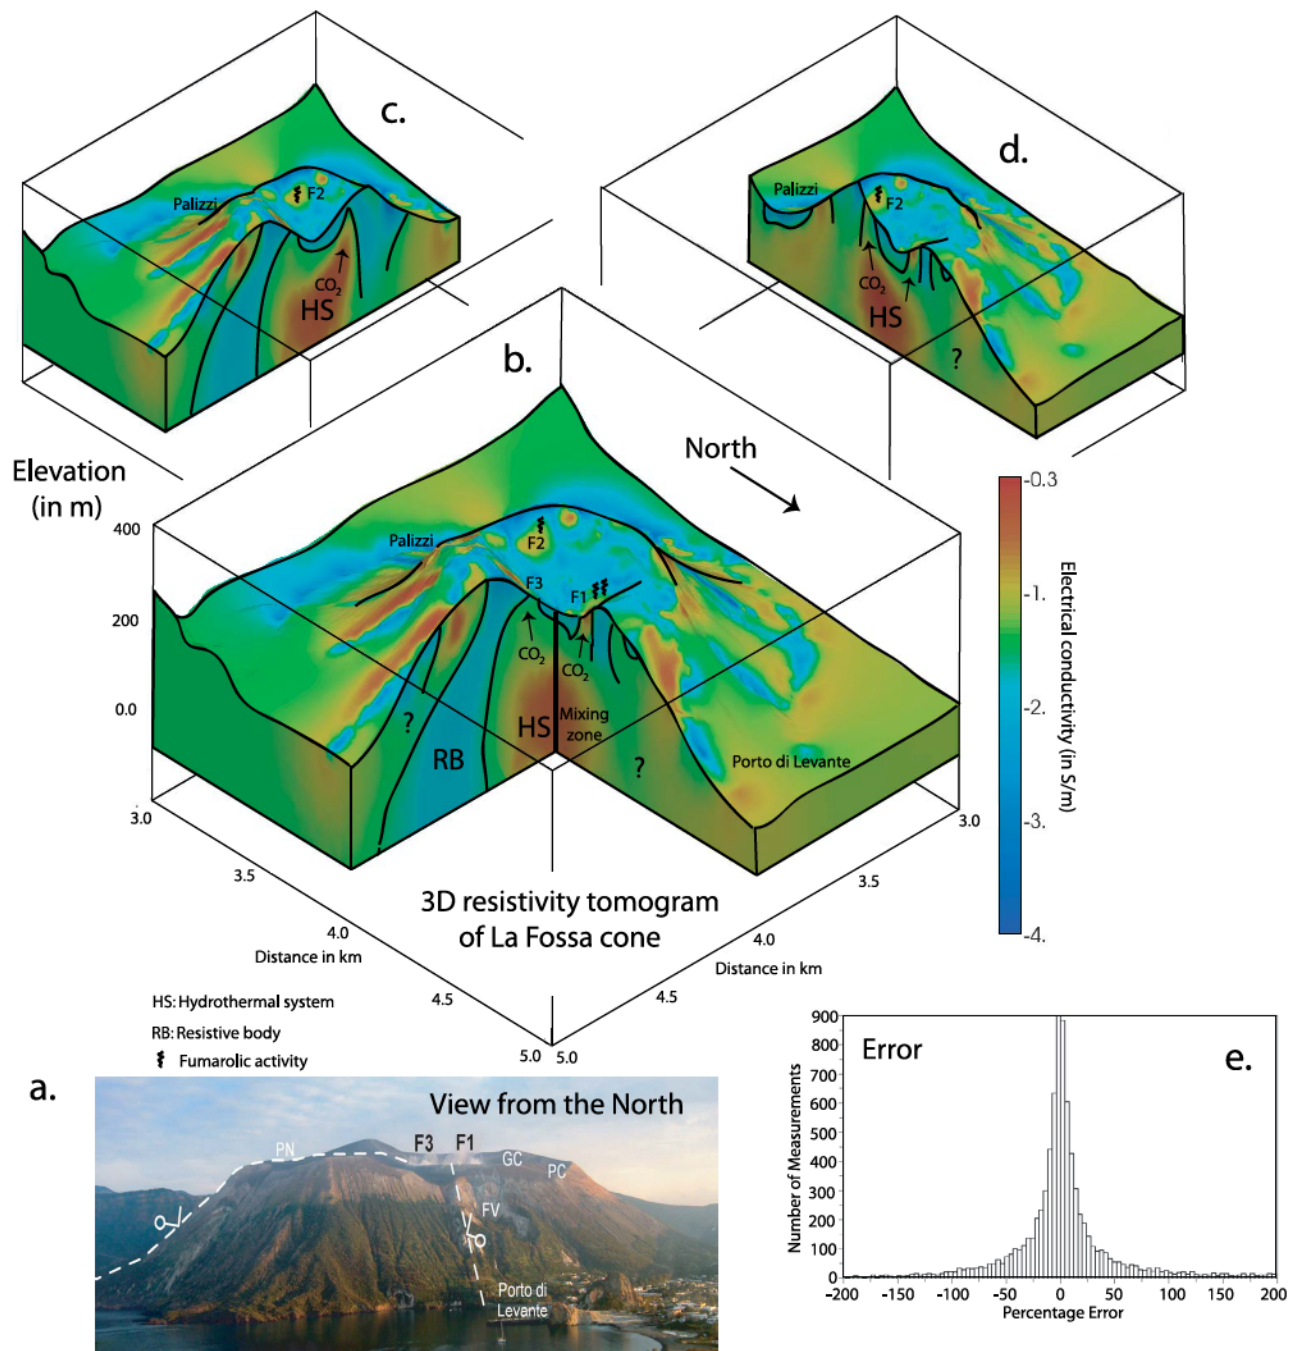 c.
Palizzi
F2
CO2
HS
d.
Palizzi
F2
CO2
HS
?
b.
North
Elevation
(in m)
400
200
0.0
Palizzi
F2
F3
F1
CO2
CO2
?
RB
HS
Mixing
zone
?
Porto di Levante
3.0
3.5
4.0
4.5
5.0
Distance in km
5.0
4.5
4.0
3.5
3.0
Distance in km
3D resistivity tomogram
of La Fossa cone
-0.3
-1.
-2.
-3.
-4.
Electrical conductivity (in S/m)
HS: Hydrothermal system
RB: Resistive body
Fumarolic activity
a.
View from the North
PN
F3
F1
GC
PC
FV
Porto di
Levante
Error
e.
Number of Measurements
900
800
700
600
500
400
300
200
100
0
-200
-150
-100
-50
0
50
100
150
200
Percentage Error